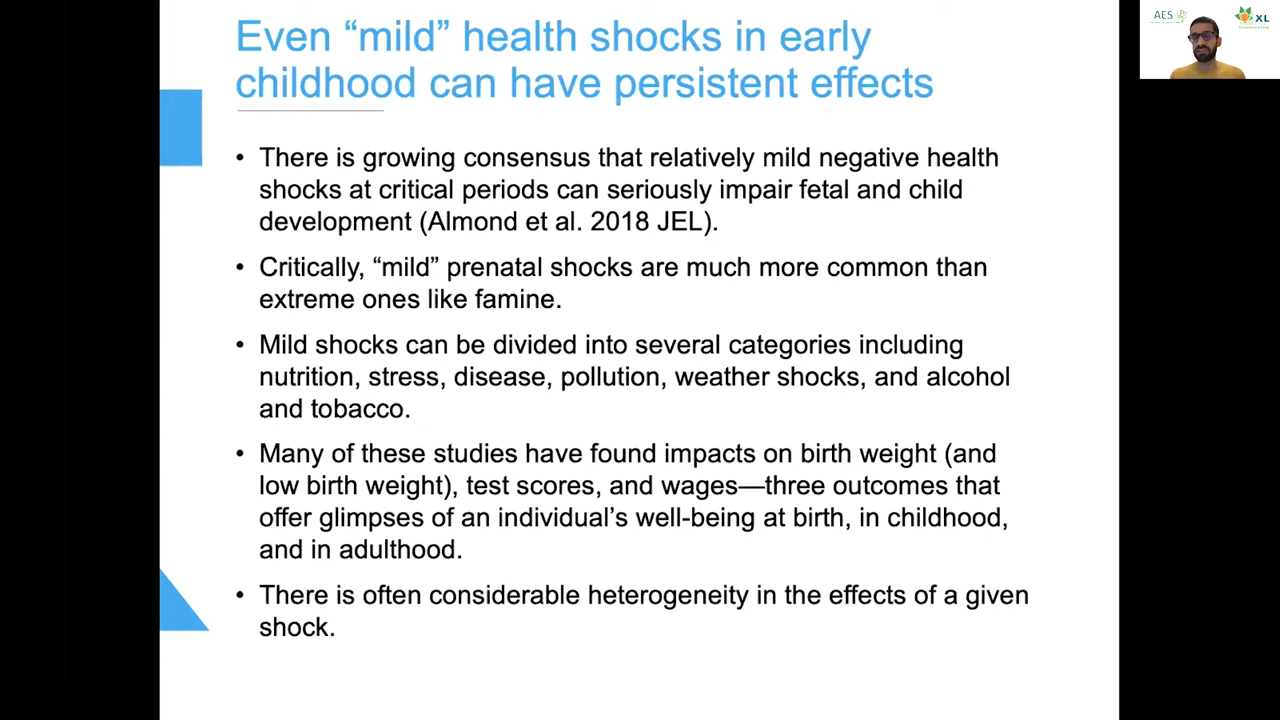 Even “mild” health shocks in early
childhood can have persistent effects
• There is growing consensus that relatively mild negative health
shocks at critical periods can seriously impair fetal and child
development (Almond et al. 2018 JEL).
• Critically, “mild” prenatal shocks are much more common than
extreme ones like famine.
• Mild shocks can be divided into several categories including
nutrition, stress, disease, pollution, weather shocks, and alcohol
and tobacco.
• Many of these studies have found impacts on birth weight (and
low birth weight), test scores, and wages—three outcomes that
offer glimpses of an individual’s well-being at birth, in childhood,
and in adulthood.
• There is often considerable heterogeneity in the effects of a given
shock.
AES
XL